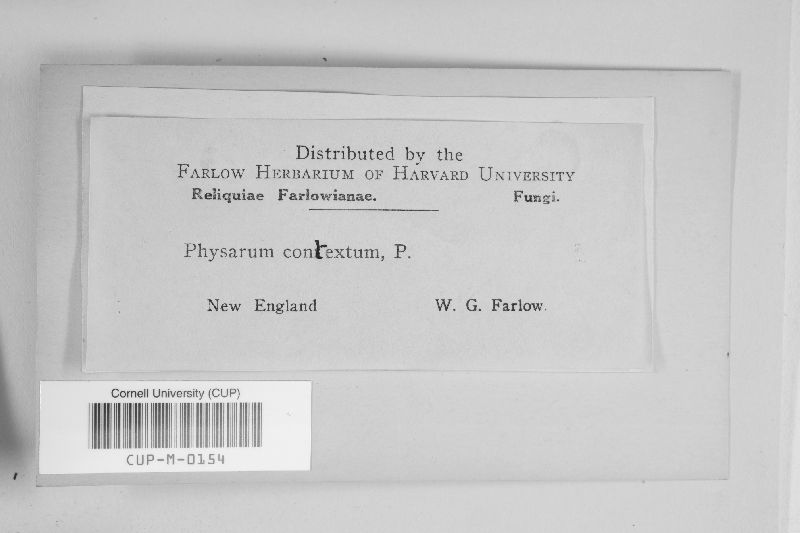 Distributed by the
FARLOW HERBARIUM OF HARVARD UNIVERSITY
Reliquiae Farlowianae. Fungi.
Physarum contextum, P.
New England W. G. Farlow.
Cornell University (CUP)
CUP-M-0154